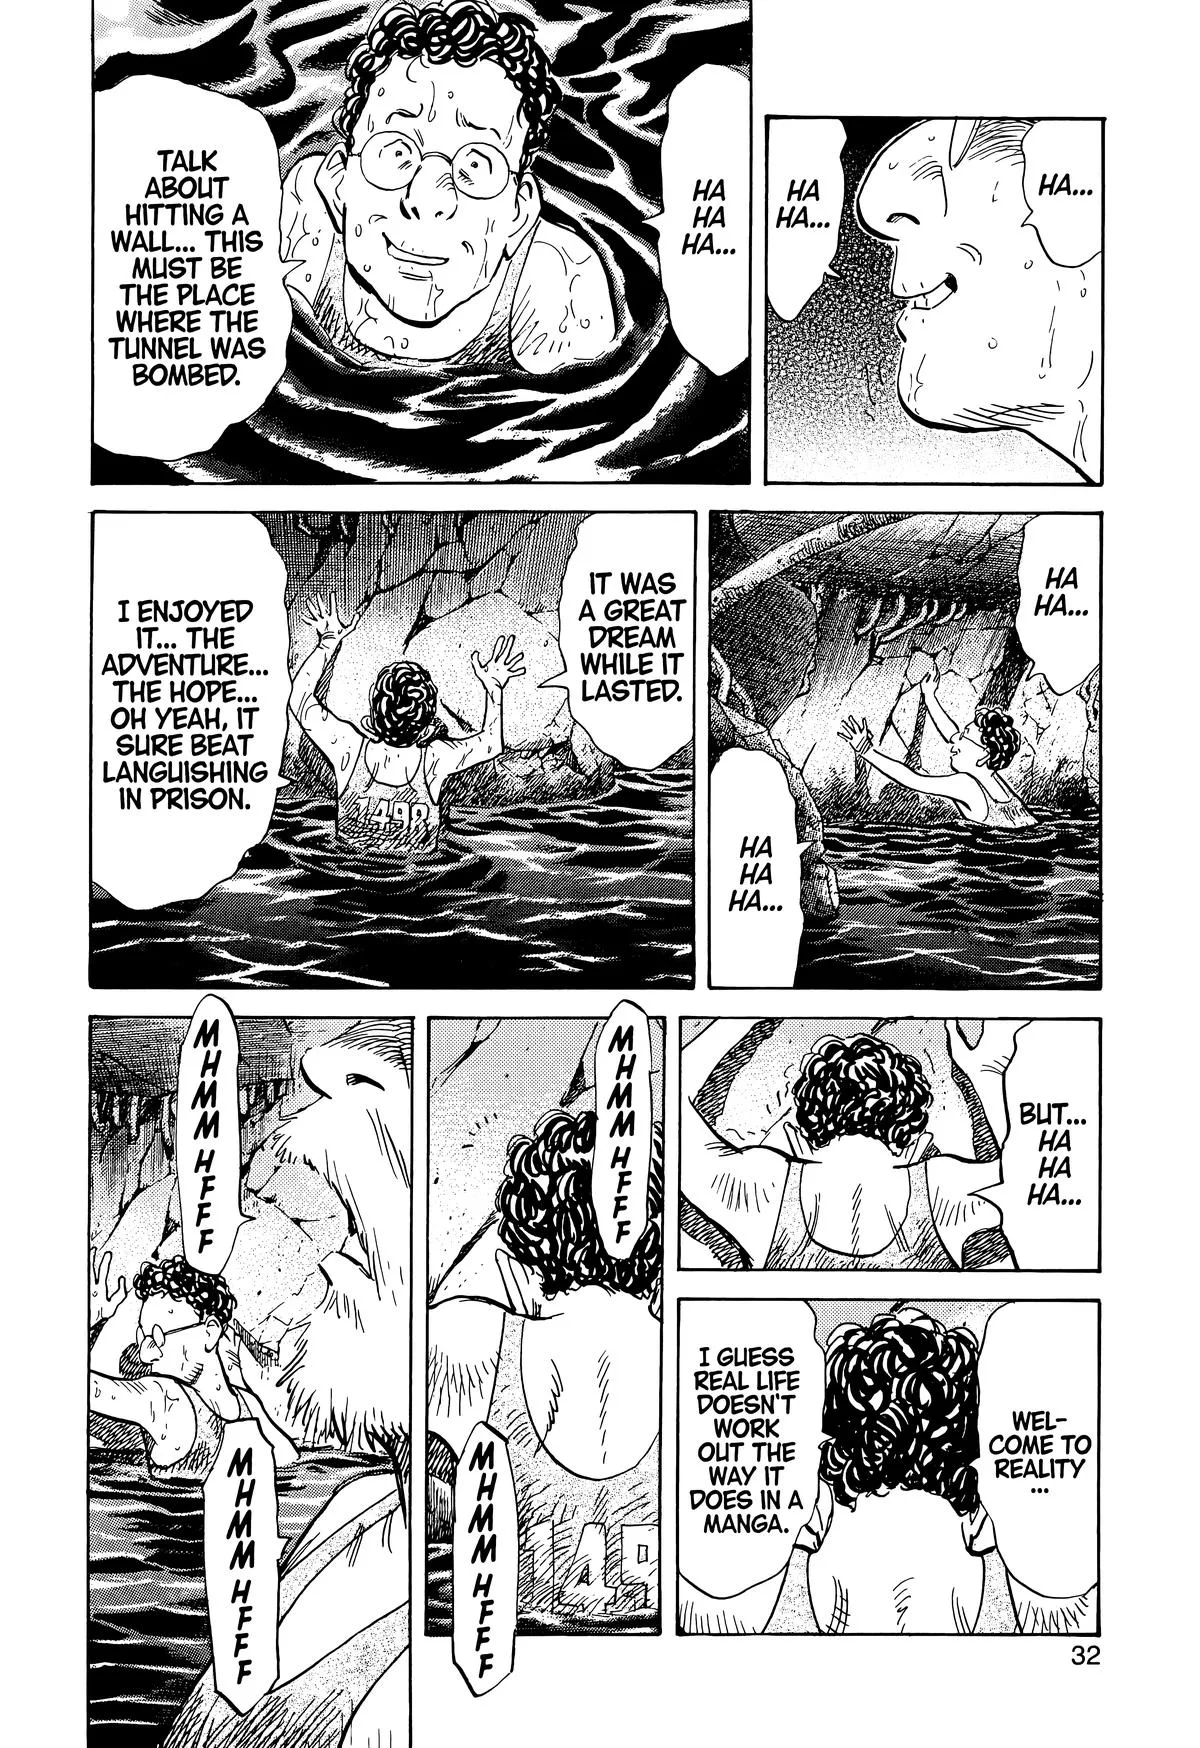 HA...
HA
HA...
HA
HA
HA...
TALK
ABOUT
HITTING A
WALL... THIS
MUST BE
THE PLACE
WHERE THE
TUNNEL WAS
BOMBED.
HA
HA...
HA
HA
HA...
IT WAS
A GREAT
DREAM
WHILE IT
LASTED.
I ENJOYED
IT... THE
ADVENTURE...
THE HOPE...
OH YEAH, IT
SURE BEAT
LANGUISHING
IN PRISON.
1498
BUT...
HA
HA
HA...
WEL-
COME TO
REALITY
...
I GUESS
REAL LIFE
DOESN'T
WORK
OUT THE
WAY IT
DOES IN A
MANGA.
MHMM HFFF
MHMM HFFF
149
MHMM HFFF
MHMM HFFF
32